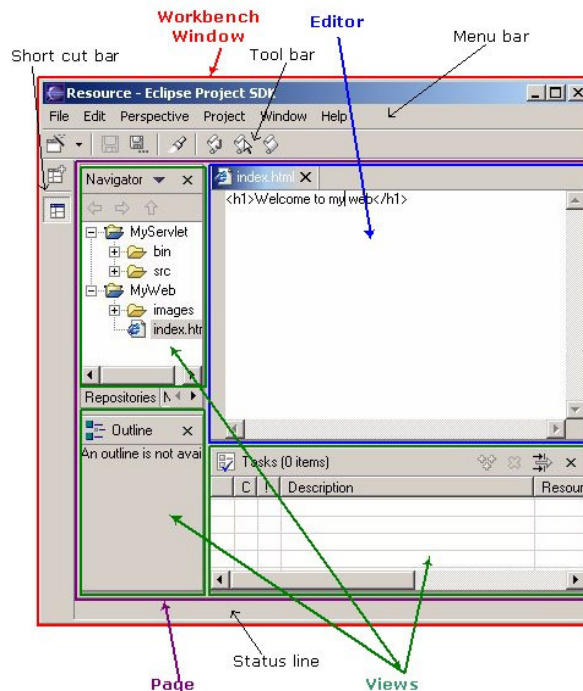 Workbench
Window
Editor
Menu bar
Short cut bar
Tool bar
Resource - Eclipse Project SDK
File Edit Perspective Project Window Help
Navigator
index.html
<h1>Welcome to my web</h1>
MyServlet
bin
src
MyWeb
images
index.htr
Repositories
Outline
An outline is not avai
Tasks (0 items)
C ! Description Resour
Status line
Page
Views